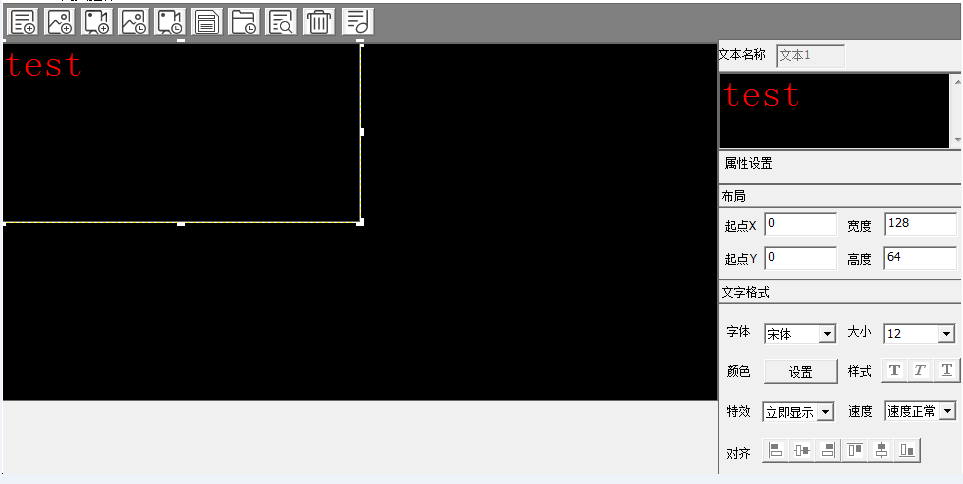 test
文本名称 文本1
test
属性设置
布局
起点X 0 宽度 128
起点Y 0 高度 64
文字格式
字体 宋体 大小 12
颜色 设置 样式 T T T
特效 立即显示 速度 速度正常
对齐